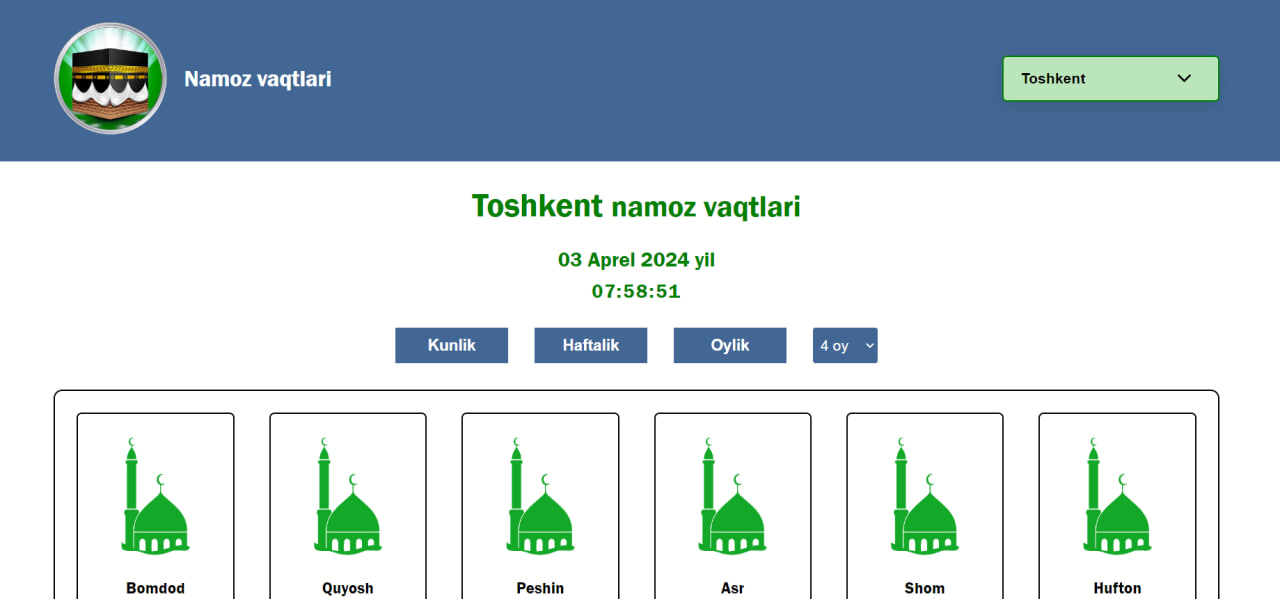 Namoz vaqtlari
Toshkent
Toshkent namoz vaqtlari
03 Aprel 2024 yil
07:58:51
Kunlik Haftalik Oylik 4 oy
Bomdod Quyosh Peshin Asr Shom Hufton